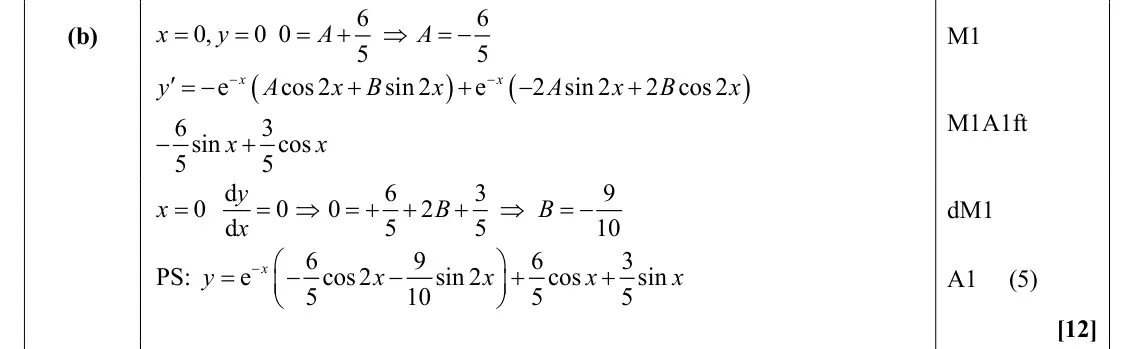 (b) x = 0, y = 0 0 = A + 6/5 ⇒ A = −6/5 M1
y′ = −e^{−x}(A cos 2x + B sin 2x) + e^{−x}(−2A sin 2x + 2B cos 2x)
−6/5 sin x + 3/5 cos x M1A1ft
x = 0 dy/dx = 0 ⇒ 0 = +6/5 + 2B + 3/5 ⇒ B = −9/10 dM1
PS: y = e^{−x}(−6/5 cos 2x − 9/10 sin 2x) + 6/5 cos x + 3/5 sin x A1 (5)
[12]